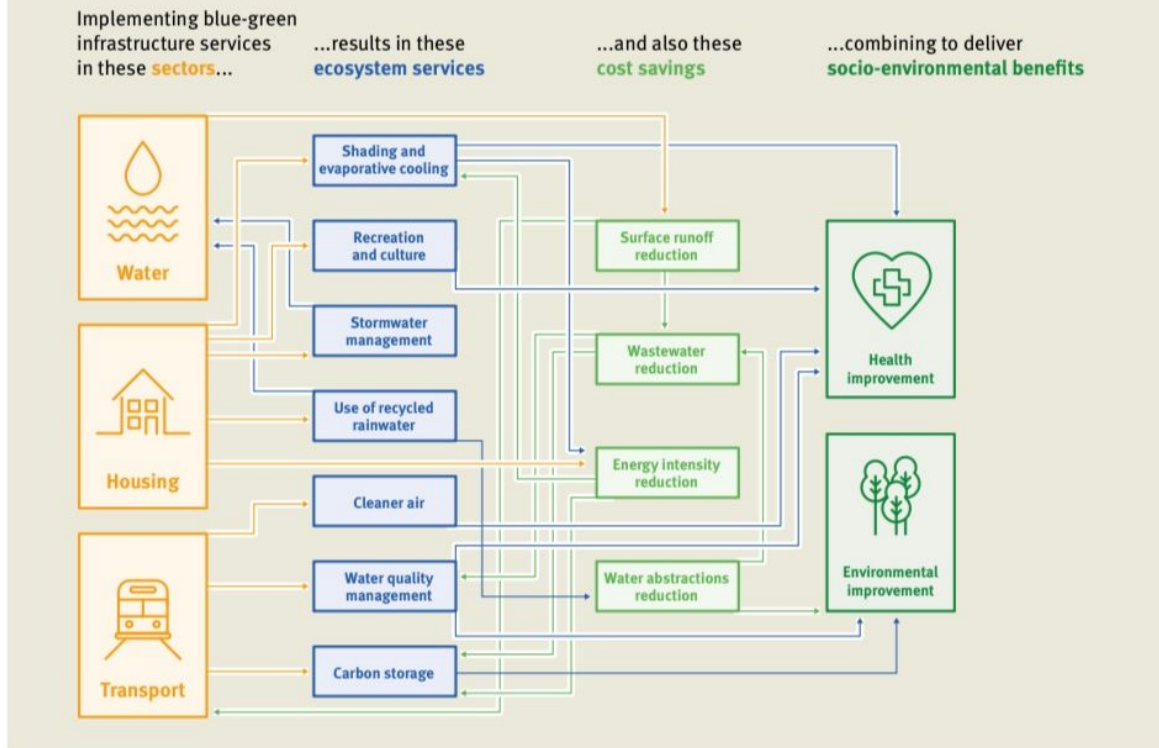 Implementing blue-green
infrastructure services
in these sectors...
...results in these
ecosystem services
...and also these
cost savings
...combining to deliver
socio-environmental benefits
Water
Housing
Transport
Shading and
evaporative cooling
Recreation
and culture
Stormwater
management
Use of recycled
rainwater
Cleaner air
Water quality
management
Carbon storage
Surface runoff
reduction
Wastewater
reduction
Energy intensity
reduction
Water abstractions
reduction
Health
improvement
Environmental
improvement